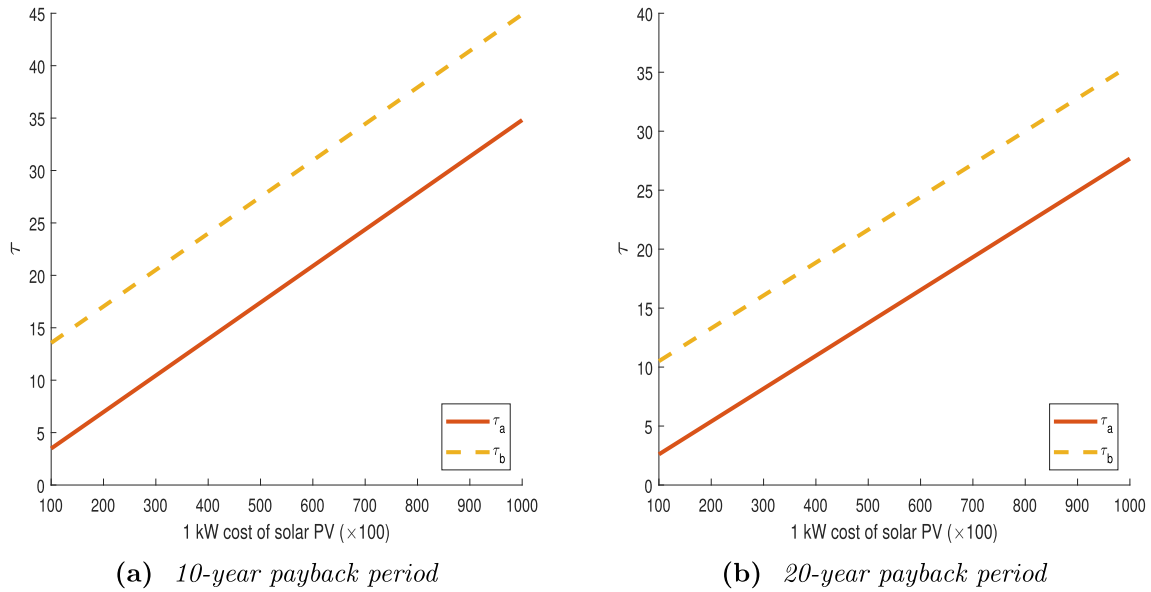 45
40
35
30
25
20
15
10
5
0
τ
100 200 300 400 500 600 700 800 900 1000
1 kW cost of solar PV (×100)
τa
τb
(a) 10-year payback period
40
35
30
25
20
15
10
5
0
τ
100 200 300 400 500 600 700 800 900 1000
1 kW cost of solar PV (×100)
τa
τb
(b) 20-year payback period